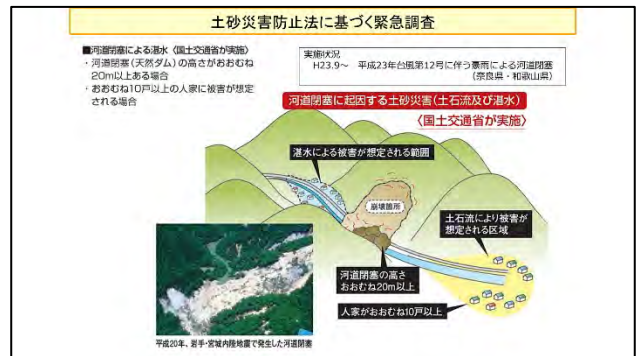 土砂災害防止法に基づく緊急調査
■河道閉塞による湛水〈国土交通省が実施〉
・河道閉塞(天然ダム)の高さがおおむね
20m以上ある場合
・おおむね10戸以上の人家に被害が想定
される場合
実施状況
H23.9~ 平成23年台風第12号に伴う豪雨による河道閉塞
(奈良県・和歌山県)
河道閉塞に起因する土砂災害(土石流及び湛水)
〈国土交通省が実施〉
湛水による被害が想定される範囲
崩壊箇所
土石流により被害が
想定される区域
河道閉塞の高さ
おおむね20m以上
人家がおおむね10戸以上
平成20年、岩手・宮城内陸地震で発生した河道閉塞